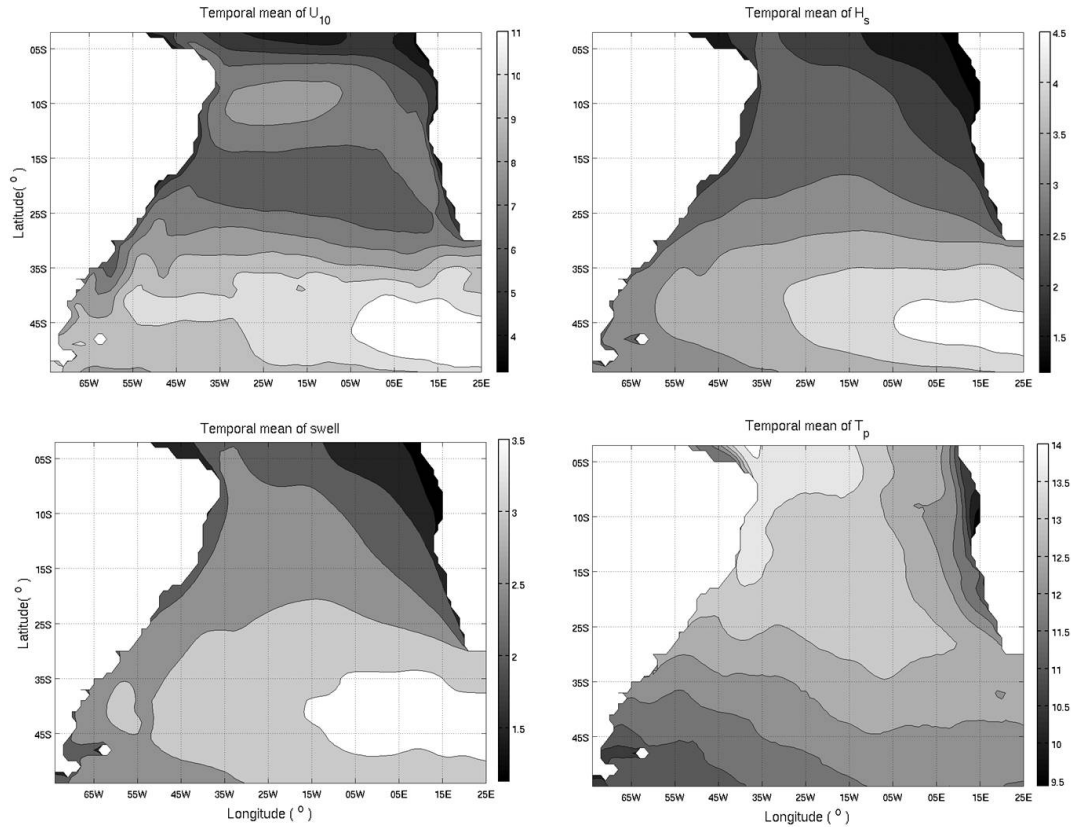 Temporal mean of U10
Latitude( °)
05S
10S
15S
25S
35S
45S
65W 55W 45W 35W 25W 15W 05W 05E 15E 25E
11
10
9
8
7
6
5
4
Temporal mean of Hs
05S
10S
15S
25S
35S
45S
65W 55W 45W 35W 25W 15W 05W 05E 15E 25E
4.5
4
3.5
3
2.5
2
1.5
Temporal mean of swell
Latitude( °)
05S
10S
15S
25S
35S
45S
65W 55W 45W 35W 25W 15W 05W 05E 15E 25E
Longitude ( °)
3.5
3
2.5
2
1.5
Temporal mean of Tp
05S
10S
15S
25S
35S
45S
65W 55W 45W 35W 25W 15W 05W 05E 15E 25E
Longitude ( °)
14
13.5
13
12.5
12
11.5
11
10.5
10
9.5